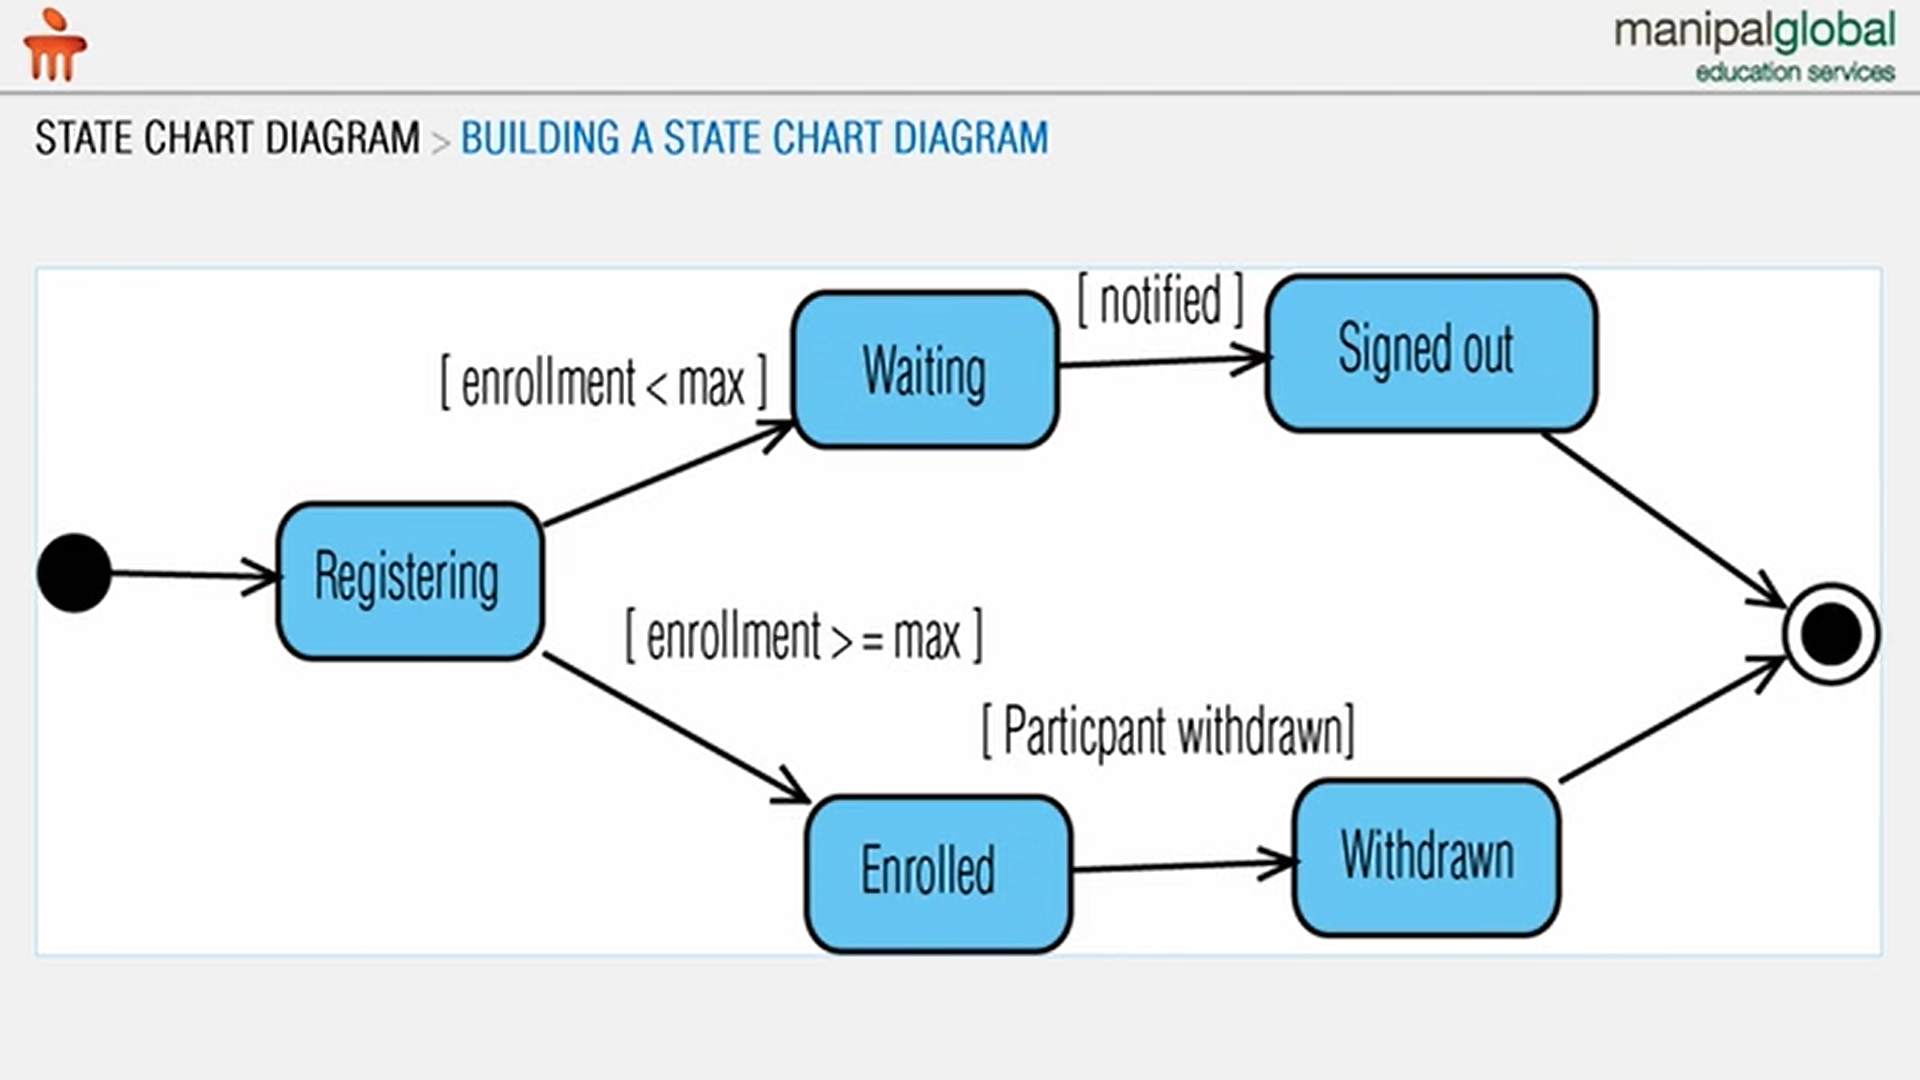 manipalglobal
education services
STATE CHART DIAGRAM > BUILDING A STATE CHART DIAGRAM
[ notified ]
Signed out
Waiting
[ enrollment < max ]
Registering
[ enrollment > = max ]
[ Particpant withdrawn]
Withdrawn
Enrolled